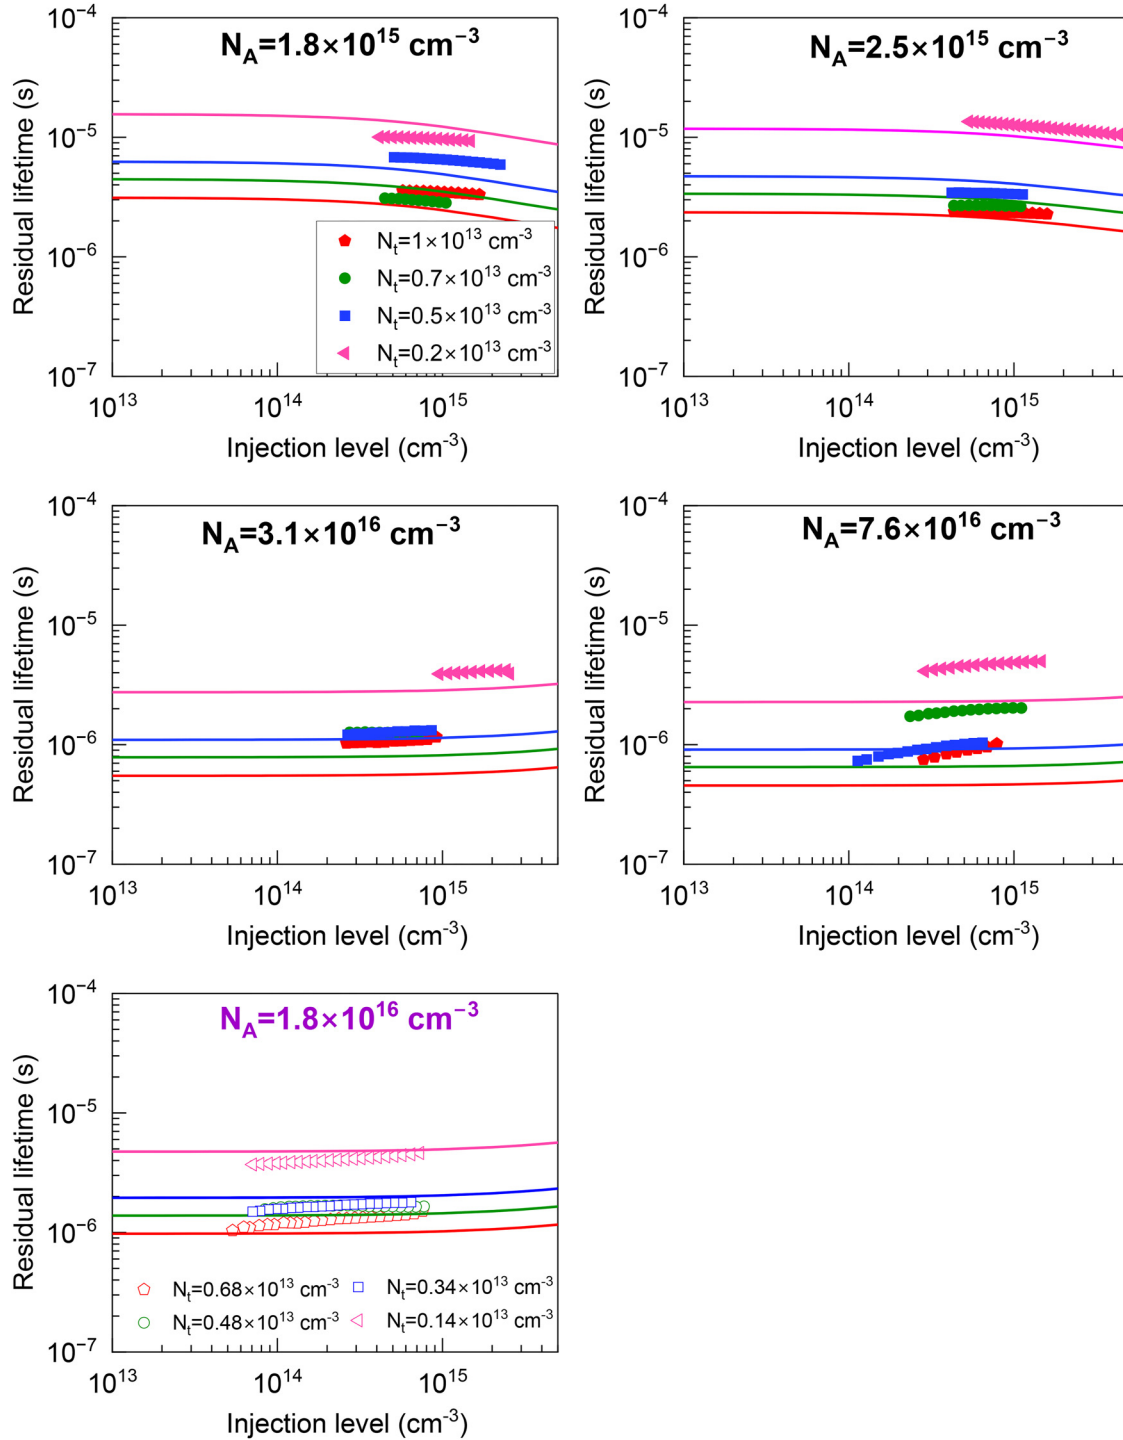 N_A=1.8×10^15 cm^−3
Residual lifetime (s)
10^−4
10^−5
10^−6
10^−7
N_t=1×10^13 cm^-3
N_t=0.7×10^13 cm^-3
N_t=0.5×10^13 cm^-3
N_t=0.2×10^13 cm^-3
10^13 10^14 10^15
Injection level (cm^-3)
N_A=2.5×10^15 cm^−3
Residual lifetime (s)
10^−4
10^−5
10^−6
10^−7
10^13 10^14 10^15
Injection level (cm^-3)
N_A=3.1×10^16 cm^−3
Residual lifetime (s)
10^−4
10^−5
10^−6
10^−7
10^13 10^14 10^15
Injection level (cm^-3)
N_A=7.6×10^16 cm^−3
Residual lifetime (s)
10^−4
10^−5
10^−6
10^−7
10^13 10^14 10^15
Injection level (cm^-3)
N_A=1.8×10^16 cm^−3
Residual lifetime (s)
10^−4
10^−5
10^−6
10^−7
N_t=0.68×10^13 cm^-3 N_t=0.34×10^13 cm^-3
N_t=0.48×10^13 cm^-3 N_t=0.14×10^13 cm^-3
10^13 10^14 10^15
Injection level (cm^-3)